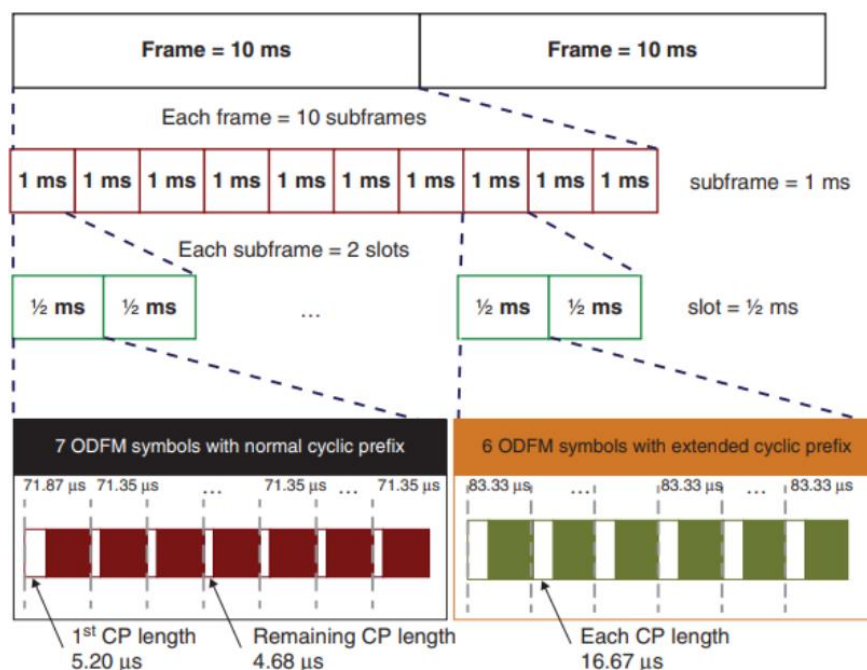 Frame = 10 ms Frame = 10 ms
Each frame = 10 subframes
1 ms 1 ms 1 ms 1 ms 1 ms 1 ms 1 ms 1 ms 1 ms 1 ms subframe = 1 ms
Each subframe = 2 slots
½ ms ½ ms ... ½ ms ½ ms slot = ½ ms
7 ODFM symbols with normal cyclic prefix
71.87 µs 71.35 µs ... 71.35 µs ... 71.35 µs
1st CP length
5.20 µs
Remaining CP length
4.68 µs
6 ODFM symbols with extended cyclic prefix
83.33 µs ... 83.33 µs ... 83.33 µs
Each CP length
16.67 µs